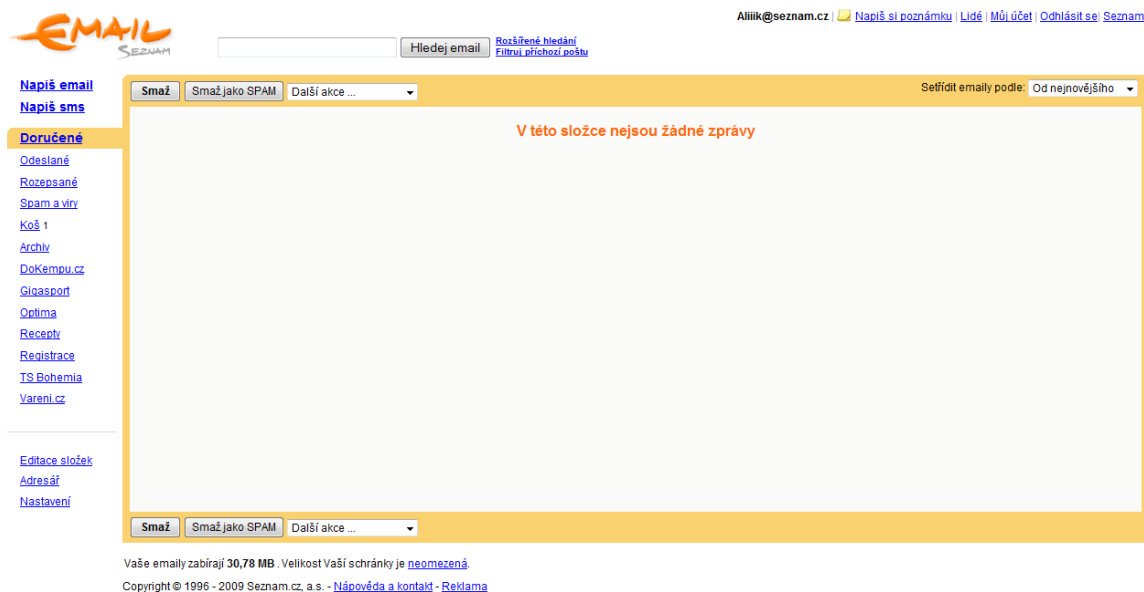 EMAIL
SEZNAM
Aliiik@seznam.cz | Napiš si poznámku | Lidé | Můj účet | Odhlásit se| Seznam
Hledej email
Rozšířené hledání
Filtruj příchozí poštu
Napiš email
Napiš sms
Doručené
Odeslané
Rozepsané
Spam a viry
Koš 1
Archiv
DoKempu.cz
Gigasport
Optima
Recepty
Registrace
TS Bohemia
Vareni.cz
Editace složek
Adresář
Nastavení
Smaž Smaž jako SPAM Další akce ... Setřídit emaily podle: Od nejnovějšího
V této složce nejsou žádné zprávy
Smaž Smaž jako SPAM Další akce ...
Vaše emaily zabírají 30,78 MB . Velikost Vaší schránky je neomezená.
Copyright © 1996 - 2009 Seznam.cz, a.s. - Nápověda a kontakt - Reklama